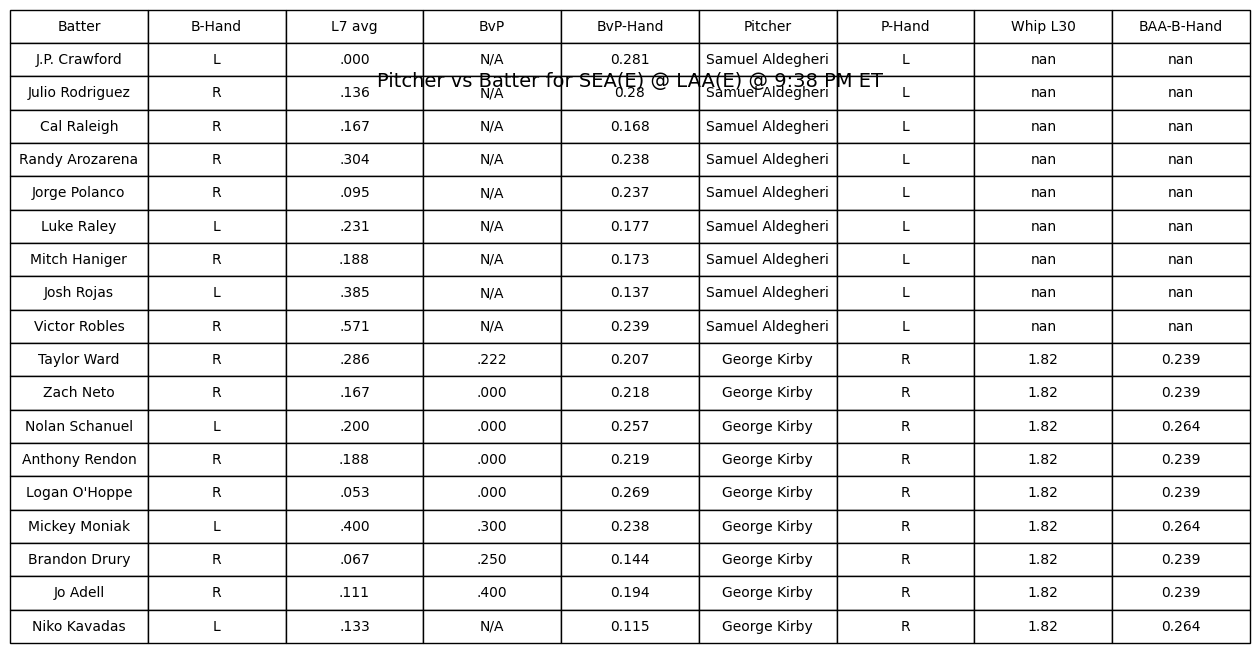 Batter B-Hand L7 avg BvP BvP-Hand Pitcher P-Hand Whip L30 BAA-B-Hand
J.P. Crawford L .000 N/A 0.281 Samuel Aldegheri L nan nan
Pitcher vs Batter for SEA(E) @ LAA(E) @ 9:38 PM ET
Julio Rodriguez R .136 N/A 0.28 Samuel Aldegheri L nan nan
Cal Raleigh R .167 N/A 0.168 Samuel Aldegheri L nan nan
Randy Arozarena R .304 N/A 0.238 Samuel Aldegheri L nan nan
Jorge Polanco R .095 N/A 0.237 Samuel Aldegheri L nan nan
Luke Raley L .231 N/A 0.177 Samuel Aldegheri L nan nan
Mitch Haniger R .188 N/A 0.173 Samuel Aldegheri L nan nan
Josh Rojas L .385 N/A 0.137 Samuel Aldegheri L nan nan
Victor Robles R .571 N/A 0.239 Samuel Aldegheri L nan nan
Taylor Ward R .286 .222 0.207 George Kirby R 1.82 0.239
Zach Neto R .167 .000 0.218 George Kirby R 1.82 0.239
Nolan Schanuel L .200 .000 0.257 George Kirby R 1.82 0.264
Anthony Rendon R .188 .000 0.219 George Kirby R 1.82 0.239
Logan O'Hoppe R .053 .000 0.269 George Kirby R 1.82 0.239
Mickey Moniak L .400 .300 0.238 George Kirby R 1.82 0.264
Brandon Drury R .067 .250 0.144 George Kirby R 1.82 0.239
Jo Adell R .111 .400 0.194 George Kirby R 1.82 0.239
Niko Kavadas L .133 N/A 0.115 George Kirby R 1.82 0.264